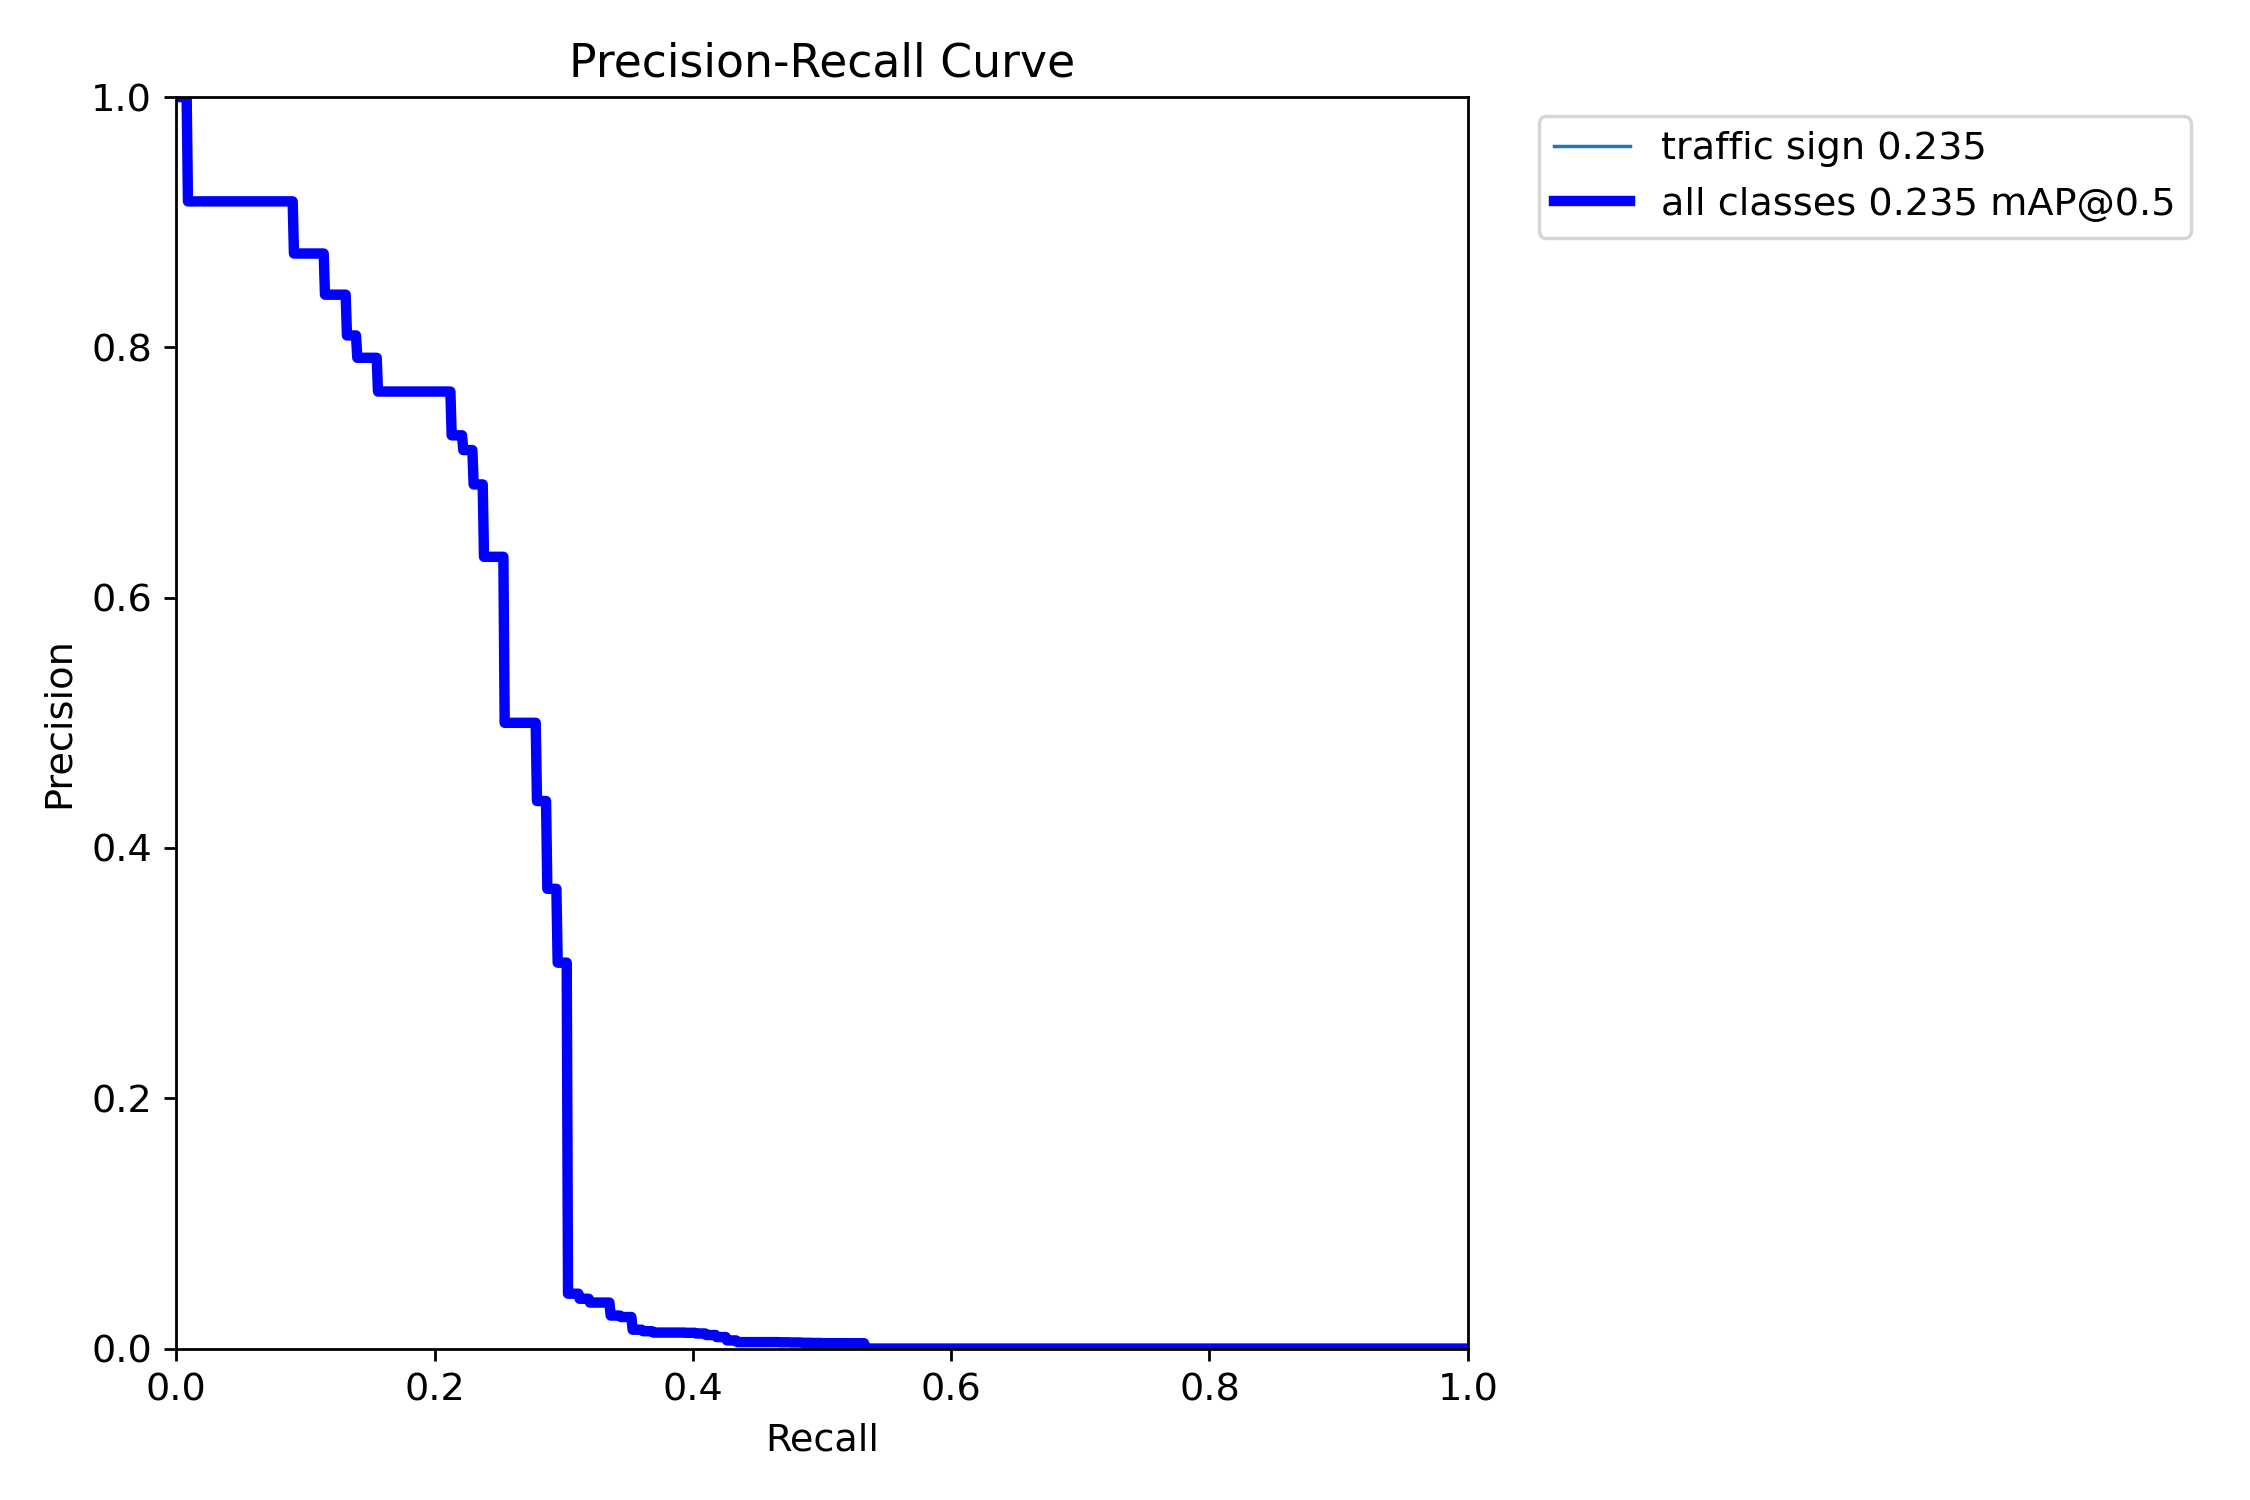 Precision-Recall Curve
1.0
0.8
0.6
0.4
0.2
0.0
Precision
0.0 0.2 0.4 0.6 0.8 1.0
Recall
traffic sign 0.235
all classes 0.235 mAP@0.5